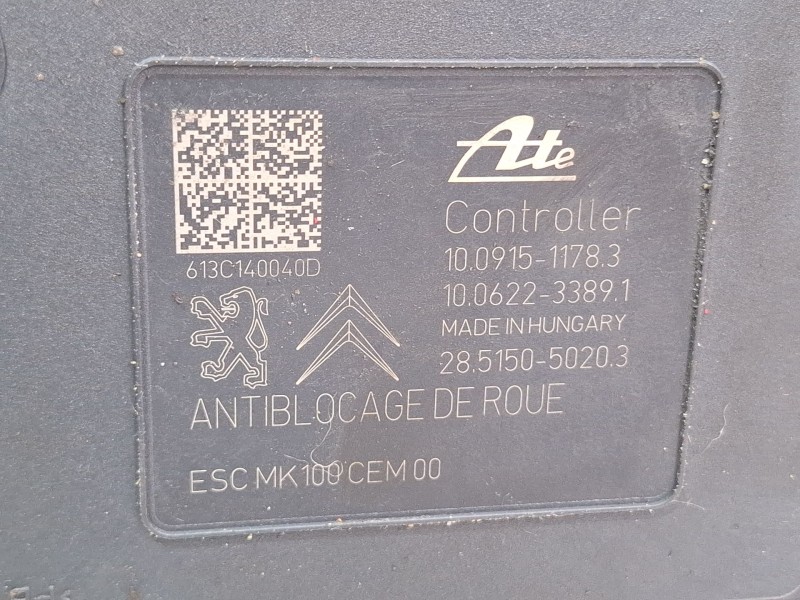 Ate
Controller
10.0915-1178.3
10.0622-3389.1
MADE IN HUNGARY
28.5150-5020.3
613C140040D
ANTIBLOCAGE DE ROUE
ESC MK100 CEM 00